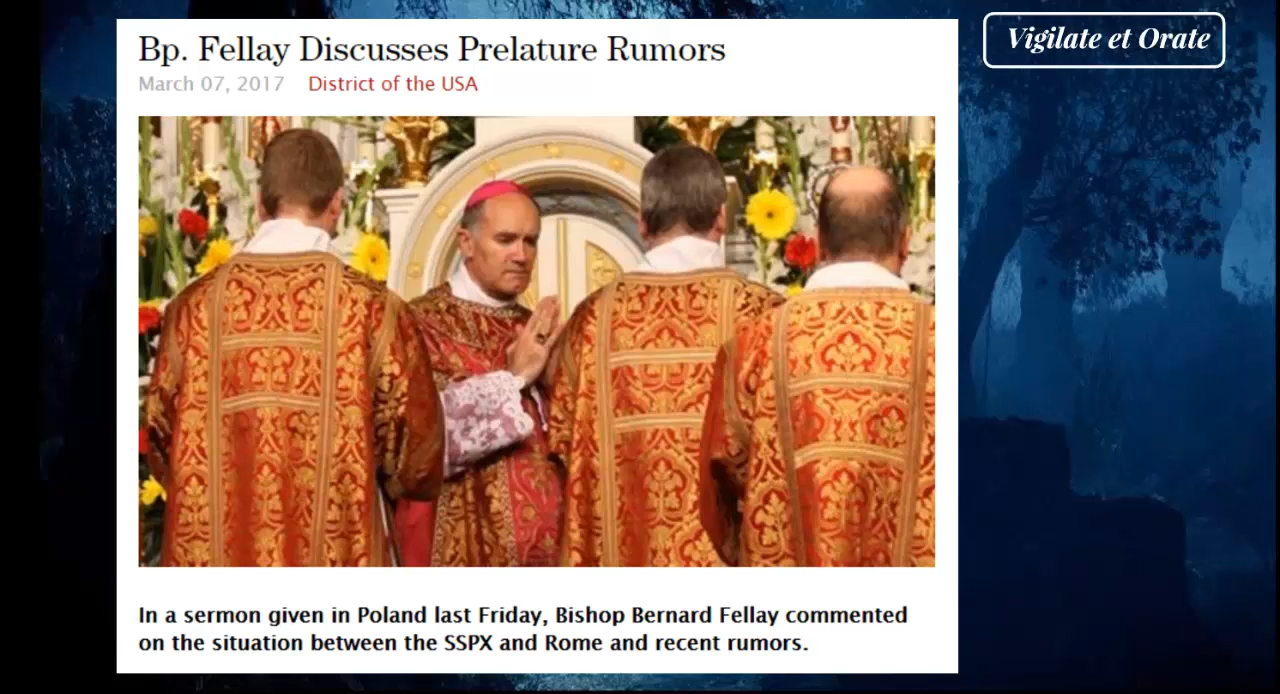 Bp. Fellay Discusses Prelature Rumors
March 07, 2017 District of the USA
Vigilate et Orate
In a sermon given in Poland last Friday, Bishop Bernard Fellay commented
on the situation between the SSPX and Rome and recent rumors.